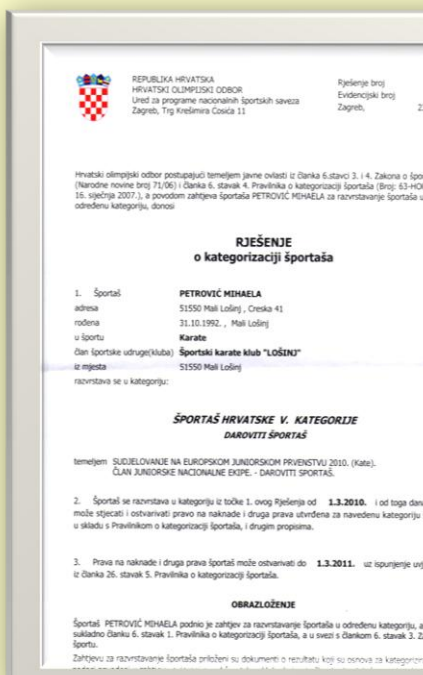 REPUBLIKA HRVATSKA
HRVATSKI OLIMPIJSKI ODBOR
Ured za programe nacionalnih športskih saveza
Zagreb, Trg Krešimira Ćosića 11
Rješenje broj
Evidencijski broj
Zagreb,
Hrvatski olimpijski odbor postupajući temeljem javne ovlasti iz članka 6.stavci 3. i 4. Zakona o
(Narodne novine broj 71/06) i članka 6. stavak 4. Pravilnika o kategorizaciji športaša (Broj:
16. siječnja 2007.), a povodom zahtjeva športaša PETROVIĆ MIHAELA za razvrstavanje športaša u
određenu kategoriju, donosi
RJEŠENJE
o kategorizaciji športaša
1. Športaš PETROVIĆ MIHAELA
adresa 51550 Mali Lošinj , Creska 41
rođena 31.10.1992. , Mali Lošinj
u športu Karate
član športske udruge(kluba) Športski karate klub "LOŠINJ"
iz mjesta 51550 Mali Lošinj
razvrstava se u kategoriju:
ŠPORTAŠ HRVATSKE V. KATEGORIJE
DAROVITI ŠPORTAŠ
temeljem SUDJELOVANJE NA EUROPSKOM JUNIORSKOM PRVENSTVU 2010. (Kate).
ČLAN JUNIORSKE NACIONALNE EKIPE. - DAROVITI SPORTAŠ.
2. Športaš se razvrstava u kategoriju iz točke 1. ovog Rješenja od 1.3.2010. i od toga dana
može stjecati i ostvarivati pravo na naknade i druga prava utvrđena za navedenu kategoriju
u skladu s Pravilnikom o kategorizaciji športaša, i drugim propisima.
3. Prava na naknade i druga prava športaš može ostvarivati do 1.3.2011. uz ispunjenje
iz članka 26. stavak 5. Pravilnika o kategorizaciji športaša.
OBRAZLOŽENJE
Športaš PETROVIĆ MIHAELA podnio je zahtjev za razvrstavanje športaša u određenu kategoriju, a
sukladno članku 6. stavak 1. Pravilnika o kategorizaciji športaša, a u svezi s člankom 6. stavak 3.
športu.
Zahtjevu za razvrstavanje športaša priloženi su dokumenti o rezultatu koji su osnova za